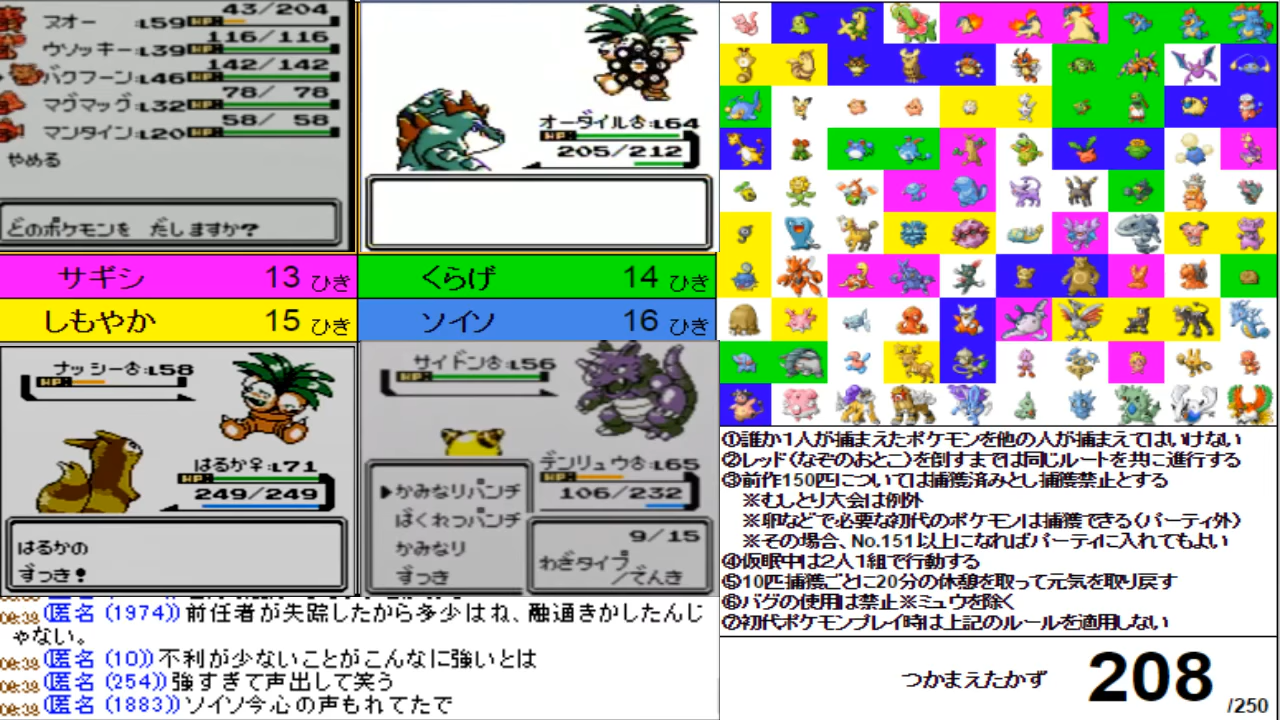 ヌオー :L59 43/204
ウソッキー:L39 116/116
バクフーン:L46 142/142
マグマッグ:L32 78/ 78
マンタイン:L20 58/ 58
やめる
どのポケモンを だしますか?
オーダイル♂:L64
HP
205/212
サギシ 13 ひき
くらげ 14 ひき
しもやか 15 ひき
ソイソ 16 ひき
ナッシー♂:L58
HP
はるか♀:L71
HP
249/249
はるかの
ずつき!
サイドン♂:L56
HP
デンリュウ♂:L65
HP
106/232
▶かみなりパンチ
ばくれつパンチ
かみなり
ずつき
9/15
わざタイプ
/でんき
08:38 (匿名 (1974)) 前任者が失踪したから多少はね、融通きかしたんじ
ゃない。
08:38 (匿名 (10)) 不利が少ないことがこんなに強いとは
08:38 (匿名 (254)) 強すぎて声出して笑う
08:38 (匿名 (1883)) ソイソ今心の声もれてたで
①誰か1人が捕まえたポケモンを他の人が捕まえてはいけない
②レッド(なぞのおとこ)を倒すまでは同じルートを共に進行する
③前作150匹については捕獲済みとし捕獲禁止とする
※むしとり大会は例外
※卵などで必要な初代のポケモンは捕獲できる(パーティ外)
※その場合、No.151以上になればパーティに入れてもよい
④仮眠中は2人1組で行動する
⑤10匹捕獲ごとに20分の休憩を取って元気を取り戻す
⑥バグの使用は禁止※ミュウを除く
⑦初代ポケモンプレイ時は上記のルールを適用しない
つかまえたかず 208 /250